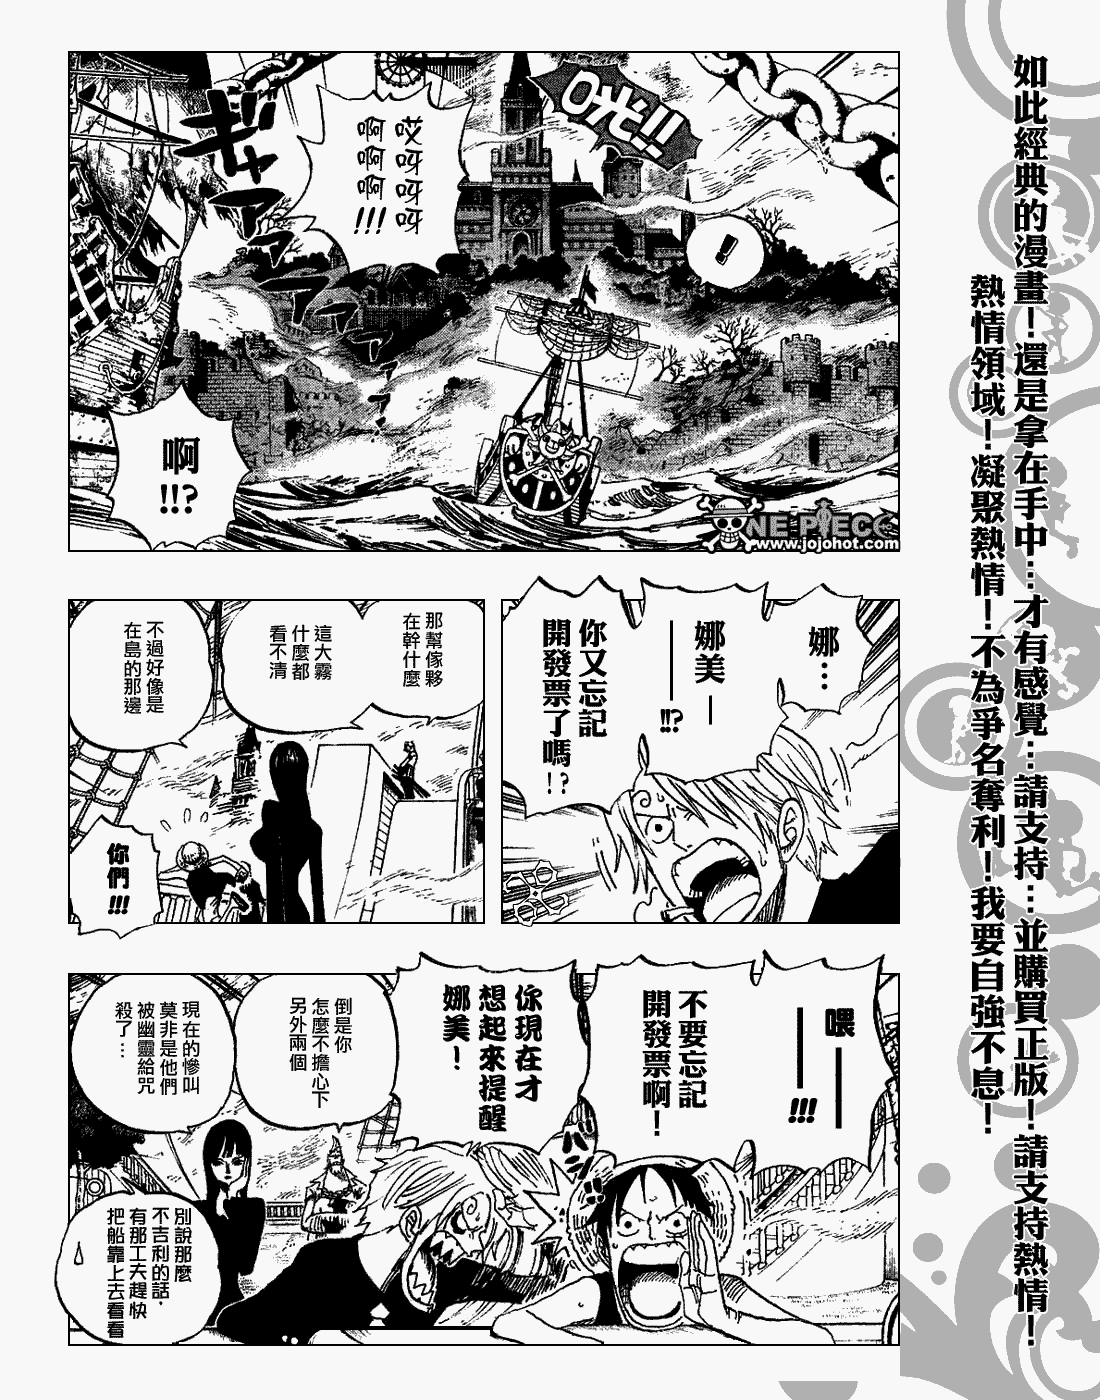 如此經典的漫畫！還是拿在手中…才有感覺…請支持…並購買正版！請支持熱情！
熱情領域！凝聚熱情！不為爭名奪利！我要自強不息！
哎呀呀呀
啊啊啊!!!
ギャアアアアア
!
啊
!!?
ONE PIECE
www.jojohot.com
娜…
娜美——!?
你又忘記
開發票了嗎!?
那幫傢夥
在幹什麼
這大霧
什麼都
看不清
不過好像是
在島的那邊
你們!!!
喂——!!!
不要忘記
開發票啊！
你現在才
想起來提醒
娜美！
倒是你
怎麼不擔心下
另外兩個
現在的慘叫
莫非是他們
被幽靈給咒
殺了…
別說那麼
不吉利的話，
有那工夫趕快
把船靠上去看看